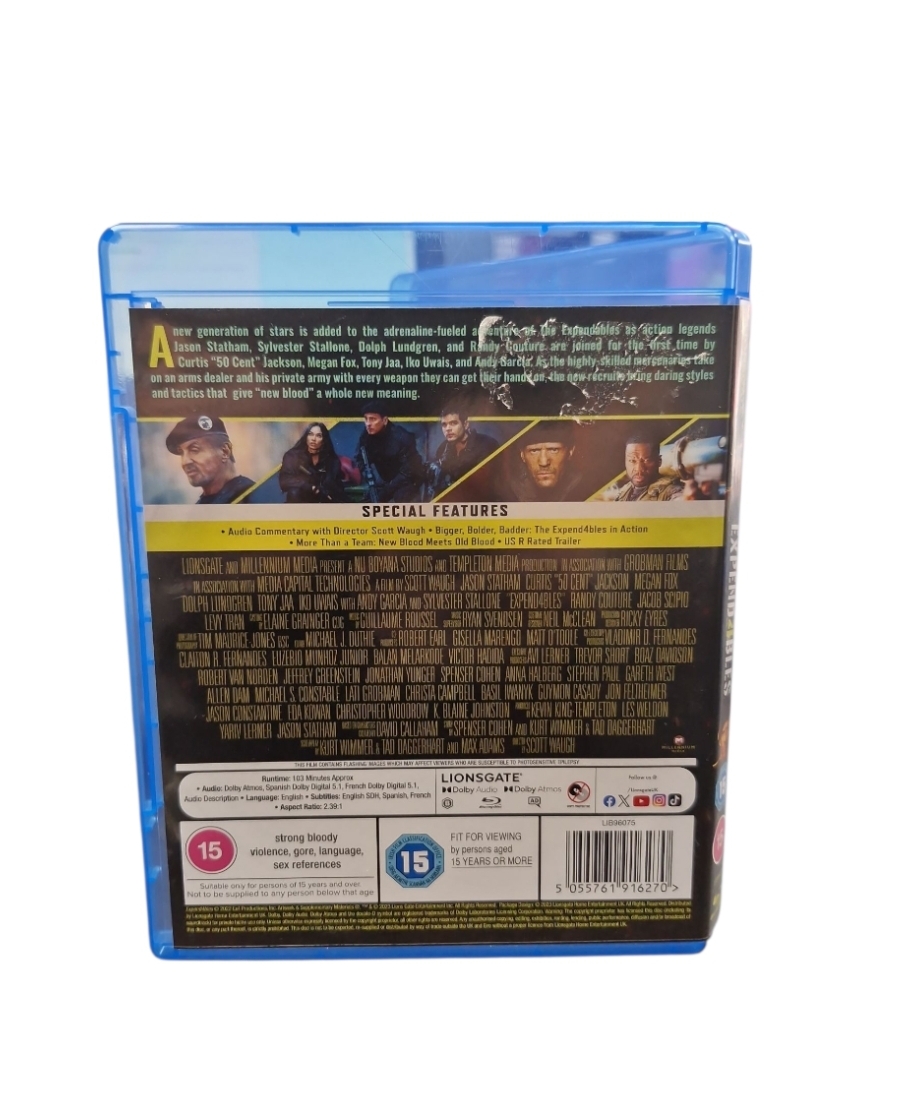 A new generation of stars is added to the adrenaline-fueled adventure of the Expendables as action legends
Jason Statham, Sylvester Stallone, Dolph Lundgren, and Randy Couture are joined for the first time by
Curtis "50 Cent" Jackson, Megan Fox, Tony Jaa, Iko Uwais, and Andy Garcia. As the highly-skilled mercenaries take
on an arms dealer and his private army with every weapon they can get their hands on, the new recruits bring daring styles
and tactics that give "new blood" a whole new meaning.
SPECIAL FEATURES
• Audio Commentary with Director Scott Waugh • Bigger, Bolder, Badder: The Expend4bles in Action
• More Than a Team: New Blood Meets Old Blood • US R Rated Trailer
LIONSGATE AND MILLENNIUM MEDIA PRESENT A NU BOYANA STUDIOS AND TEMPLETON MEDIA PRODUCTION IN ASSOCIATION WITH GROBMAN FILMS
IN ASSOCIATION WITH MEDIA CAPITAL TECHNOLOGIES A FILM BY SCOTT WAUGH JASON STATHAM CURTIS "50 CENT" JACKSON MEGAN FOX
DOLPH LUNDGREN TONY JAA IKO UWAIS WITH ANDY GARCIA AND SYLVESTER STALLONE "EXPEND4BLES" RANDY COUTURE JACOB SCIPIO
LEVY TRAN ELAINE GRAINGER CDG GUILLAUME ROUSSEL RYAN SVENDSEN NEIL McCLEAN RICKY EYRES
TIM MAURICE JONES BSC MICHAEL J. DUTHIE ROBERT EARL GISELLA MARENGO MATT O'TOOLE VLADIMIR D. FERNANDES
CLAITON R. FERNANDES EUZEBIO MUNHOZ JUNIOR BALAN MELARKODE VICTOR HADIDA AVI LERNER TREVOR SHORT BOAZ DAVIDSON
ROBERT VAN NORDEN JEFFREY GREENSTEIN JONATHAN YUNGER SPENSER COHEN ANNA HALBERG STEPHEN PAUL GARETH WEST
ALLEN DAM MICHAEL S. CONSTABLE LATI GROBMAN CHRISTA CAMPBELL BASIL IWANYK GUYMON CASADY JON FELTHEIMER
JASON CONSTANTINE EDA KOWAN CHRISTOPHER WOODROW K. BLAINE JOHNSTON KEVIN KING TEMPLETON LES WELDON
YARIV LERNER JASON STATHAM DAVID CALLAHAM SPENSER COHEN AND KURT WIMMER & TAD DAGGERHART
KURT WIMMER & TAD DAGGERHART AND MAX ADAMS SCOTT WAUGH
MILLENNIUM
THIS FILM CONTAINS FLASHING IMAGES WHICH MAY AFFECT VIEWERS WHO ARE SUSCEPTIBLE TO PHOTOSENSITIVE EPILEPSY
Runtime: 103 Minutes Approx
• Audio: Dolby Atmos, Spanish Dolby Digital 5.1, French Dolby Digital 5.1,
Audio Description • Language: English • Subtitles: English SDH, Spanish, French
• Aspect Ratio: 2.39:1
LIONSGATE
Dolby Audio Dolby Atmos
Blu-ray AD
Follow us @
/lionsgateUK
15
strong bloody
violence, gore, language,
sex references
Suitable only for persons of 15 years and over.
Not to be supplied to any person below that age
15
FIT FOR VIEWING
by persons aged
15 YEARS OR MORE
LIB96075
5 055761 916270 >
EXPEND4BLES